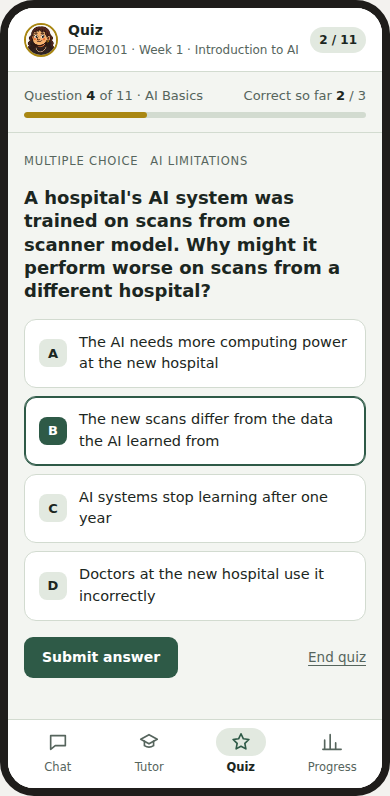 Quiz
DEMO101 · Week 1 · Introduction to AI
2 / 11
Question 4 of 11 · AI Basics
Correct so far 2 / 3
MULTIPLE CHOICE AI LIMITATIONS
A hospital's AI system was
trained on scans from one
scanner model. Why might it
perform worse on scans from a
different hospital?
A
The AI needs more computing power
at the new hospital
B
The new scans differ from the data
the AI learned from
C
AI systems stop learning after one
year
D
Doctors at the new hospital use it
incorrectly
Submit answer
End quiz
Chat
Tutor
Quiz
Progress